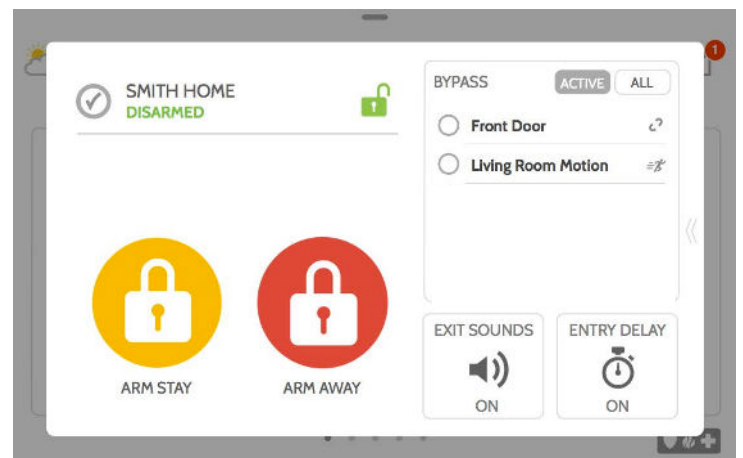 1
SMITH HOME
DISARMED
BYPASS
ACTIVE
ALL
Front Door
Living Room Motion
ARM STAY
ARM AWAY
EXIT SOUNDS
ON
ENTRY DELAY
ON